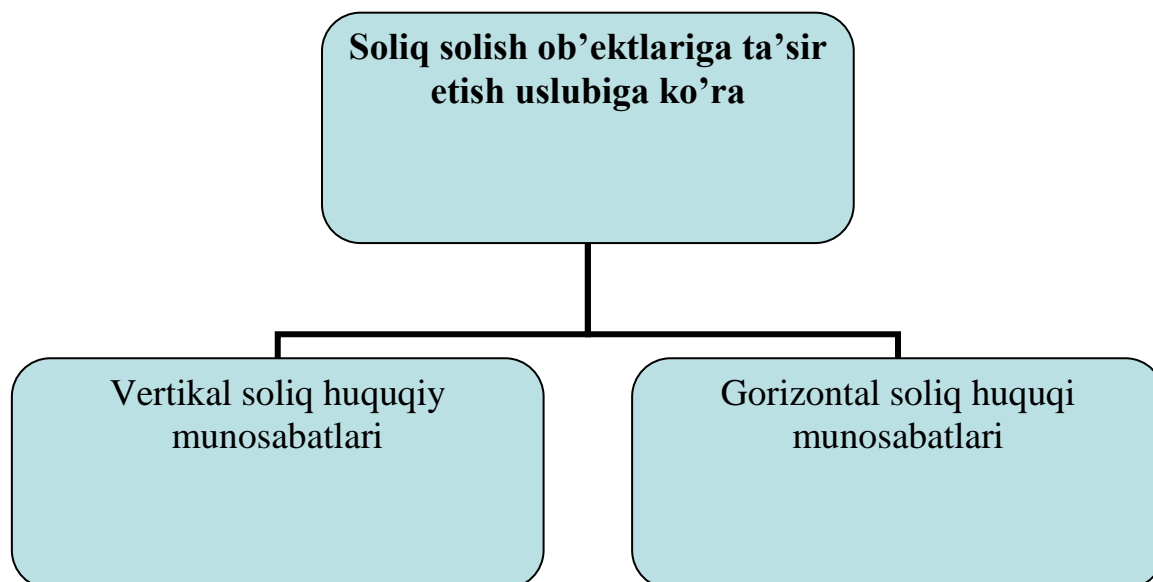 Soliq solish ob’ektlariga ta’sir
etish uslubiga ko’ra
Vertikal soliq huquqiy
munosabatlari
Gorizontal soliq huquqi
munosabatlari